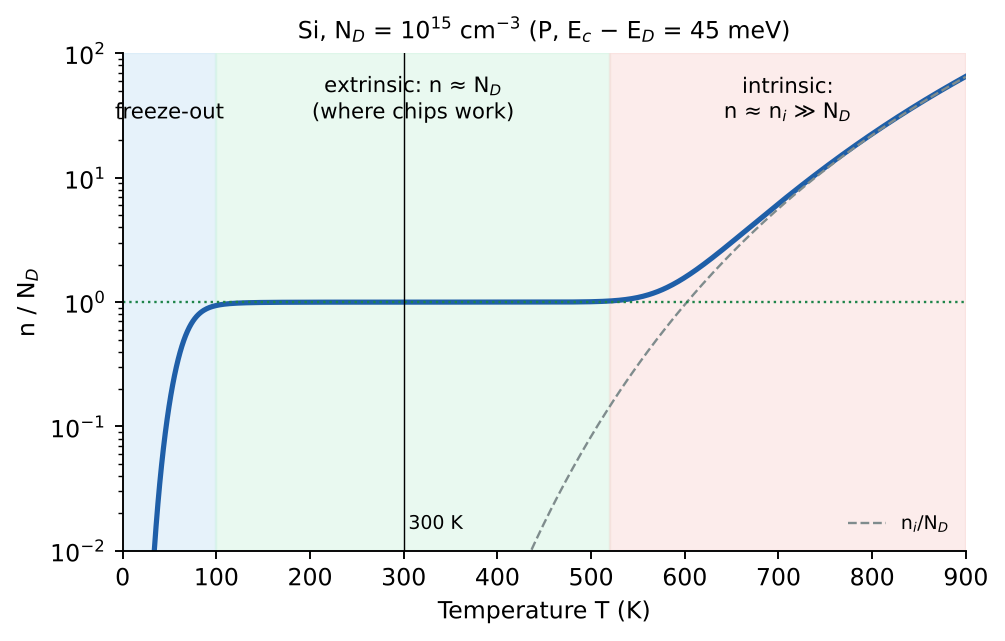 Si, N_D = 10^15 cm^−3 (P, E_c − E_D = 45 meV)
freeze-out
extrinsic: n ≈ N_D
(where chips work)
intrinsic:
n ≈ n_i ≫ N_D
10^2
10^1
10^0
10^−1
10^−2
n / N_D
300 K
n_i/N_D
0 100 200 300 400 500 600 700 800 900
Temperature T (K)